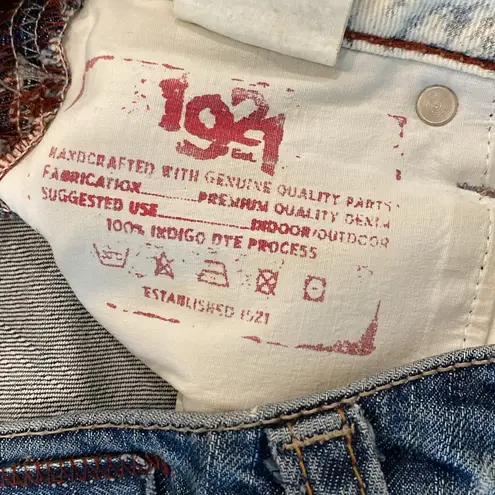 1921
Est.
HANDCRAFTED WITH GENUINE QUALITY PARTS
FABRICATION............PREMIUM QUALITY DENIM
SUGGESTED USE............INDOOR/OUTDOOR
100% INDIGO DYE PROCESS
ESTABLISHED 1921